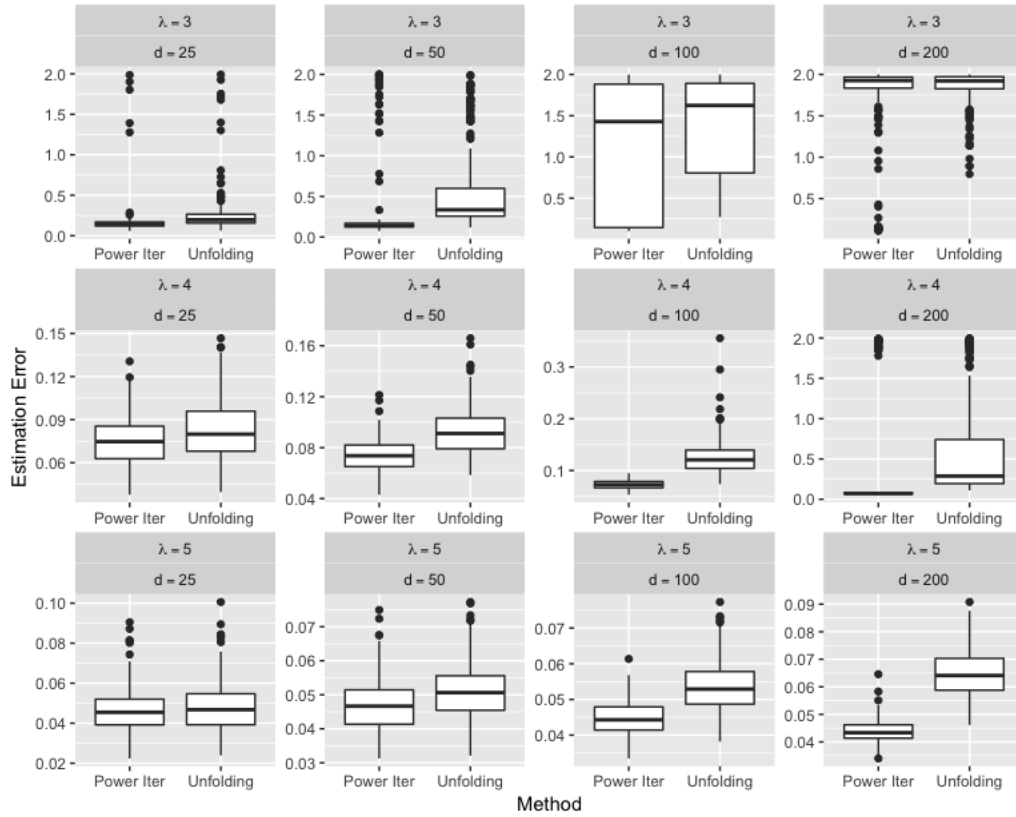 λ = 3 λ = 3 λ = 3 λ = 3
d = 25 d = 50 d = 100 d = 200
2.0 2.0 2.0 2.0
1.5 1.5 1.5 1.5
1.0 1.0 1.0 1.0
0.5 0.5 0.5 0.5
0.0 0.0
Power Iter Unfolding Power Iter Unfolding Power Iter Unfolding Power Iter Unfolding
λ = 4 λ = 4 λ = 4 λ = 4
d = 25 d = 50 d = 100 d = 200
Estimation Error
0.15 0.16 0.3 2.0
0.12 0.12 0.2 1.5
0.09 0.08 0.1 1.0
0.06 0.04 0.5
0.0
Power Iter Unfolding Power Iter Unfolding Power Iter Unfolding Power Iter Unfolding
λ = 5 λ = 5 λ = 5 λ = 5
d = 25 d = 50 d = 100 d = 200
0.10 0.07 0.07 0.09
0.08 0.06 0.06 0.08
0.06 0.05 0.05 0.07
0.04 0.04 0.04 0.06
0.02 0.03 0.05
0.04
Power Iter Unfolding Power Iter Unfolding Power Iter Unfolding Power Iter Unfolding
Method